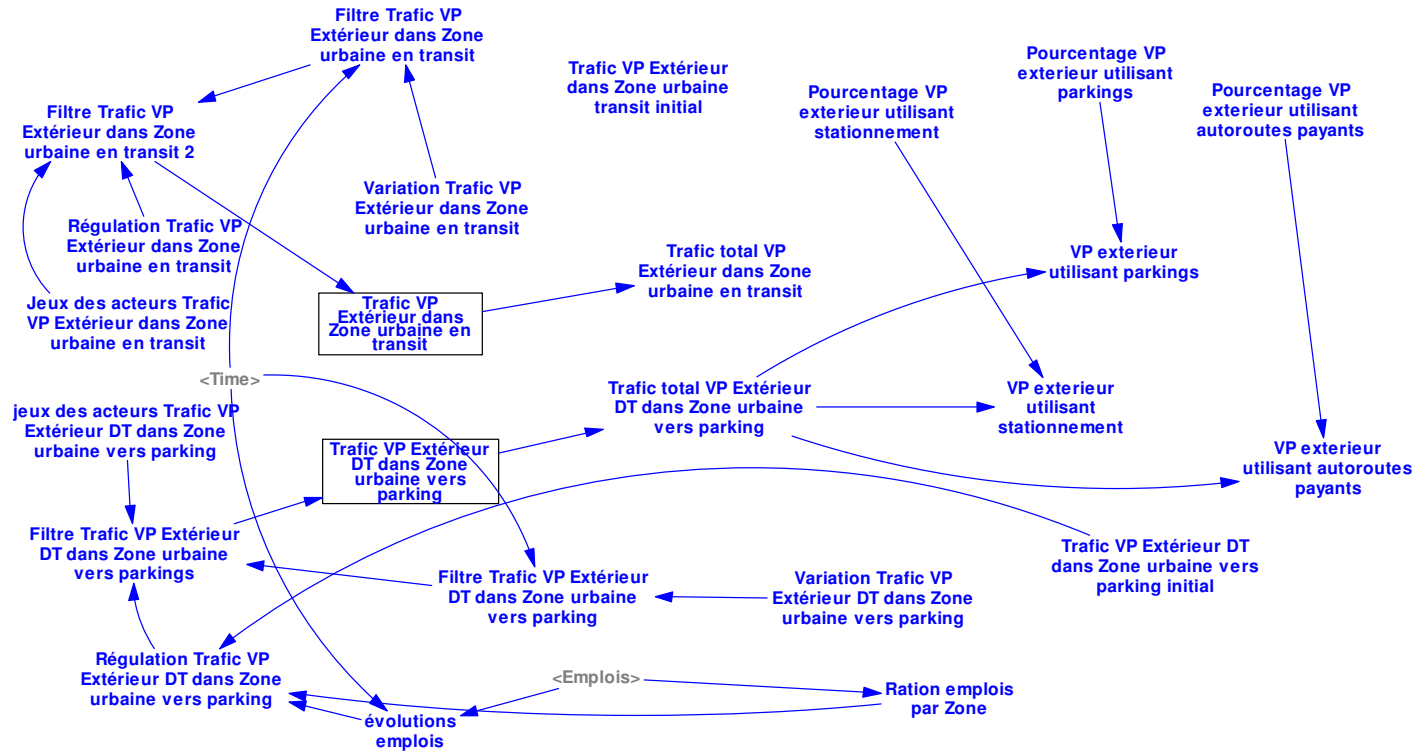 Filtre Trafic VP
Extérieur dans Zone
urbaine en transit
Trafic VP Extérieur
dans Zone urbaine
transit initial
Pourcentage VP
exterieur utilisant
parkings
Pourcentage VP
exterieur utilisant
stationnement
Pourcentage VP
exterieur utilisant
autoroutes payants
Filtre Trafic VP
Extérieur dans Zone
urbaine en transit 2
Variation Trafic VP
Extérieur dans Zone
urbaine en transit
Régulation Trafic VP
Extérieur dans Zone
urbaine en transit
Trafic total VP
Extérieur dans Zone
urbaine en transit
VP exterieur
utilisant parkings
Jeux des acteurs Trafic
VP Extérieur dans Zone
urbaine en transit
Trafic VP
Extérieur dans
Zone urbaine en
transit
<Time>
Trafic total VP Extérieur
DT dans Zone urbaine
vers parking
VP exterieur
utilisant
stationnement
jeux des acteurs Trafic VP
Extérieur DT dans Zone
urbaine vers parking
Trafic VP Extérieur
DT dans Zone
urbaine vers
parking
VP exterieur
utilisant autoroutes
payants
Filtre Trafic VP Extérieur
DT dans Zone urbaine
vers parkings
Trafic VP Extérieur DT
dans Zone urbaine vers
parking initial
Filtre Trafic VP Extérieur
DT dans Zone urbaine
vers parking
Variation Trafic VP
Extérieur DT dans Zone
urbaine vers parking
Régulation Trafic VP
Extérieur DT dans Zone
urbaine vers parking
<Emplois>
Ration emplois
par Zone
évolutions
emplois